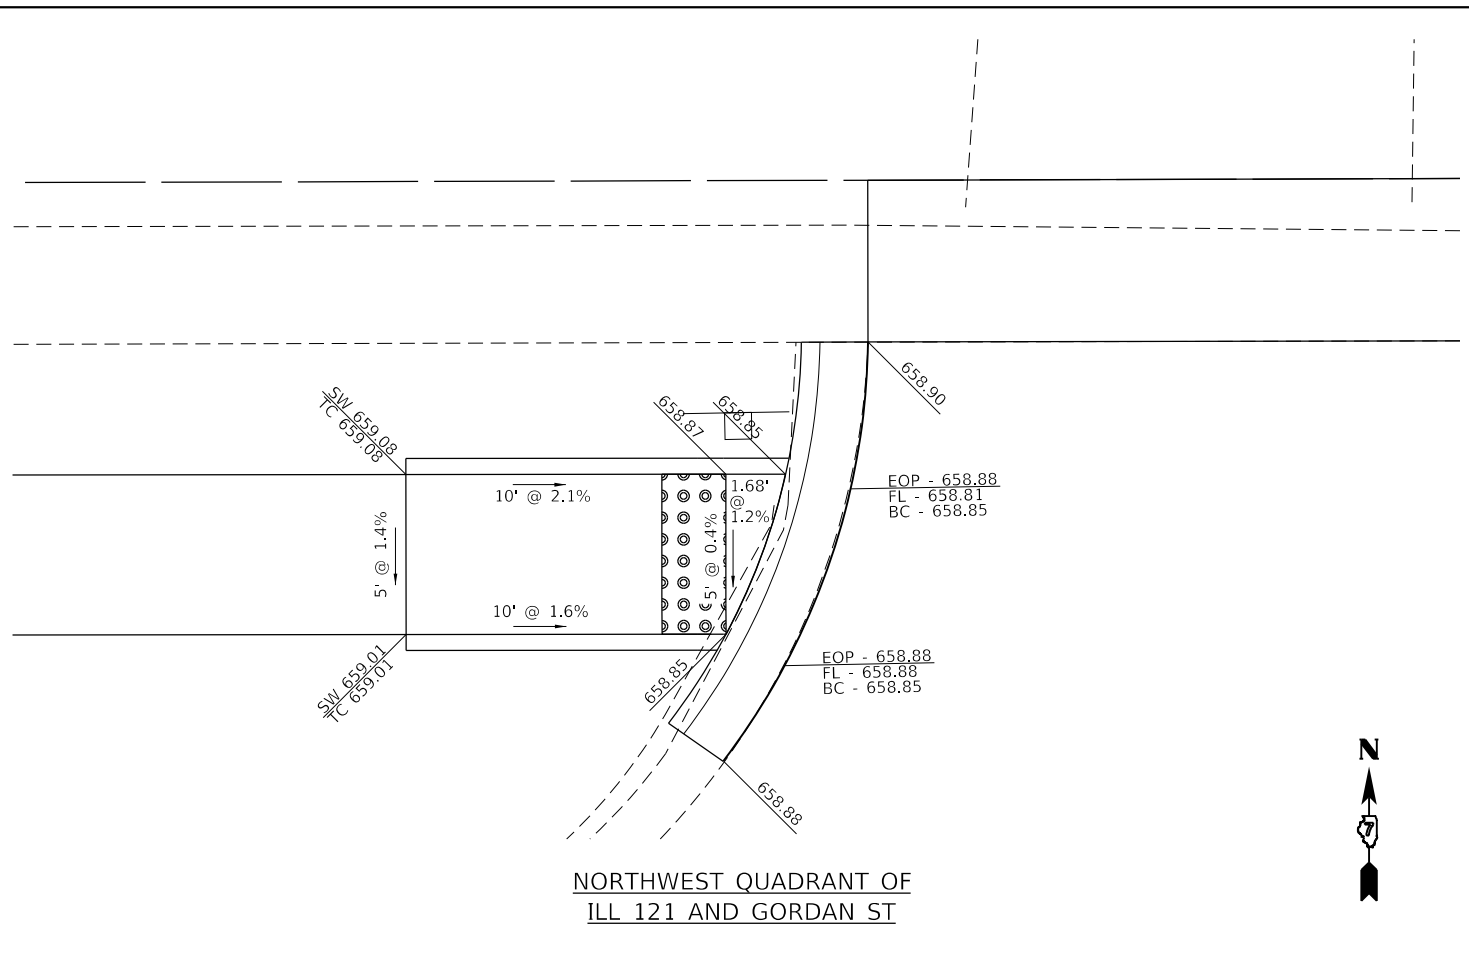 SW 659.08
TC 659.08
658.87
658.85
658.90
10' @ 2.1%
1.68'
@
1.2%
EOP - 658.88
FL - 658.81
BC - 658.85
5' @ 1.4%
5' @ 0.4%
10' @ 1.6%
SW 659.01
TC 659.01
658.85
EOP - 658.88
FL - 658.88
BC - 658.85
658.88
N
7
NORTHWEST QUADRANT OF
ILL 121 AND GORDAN ST